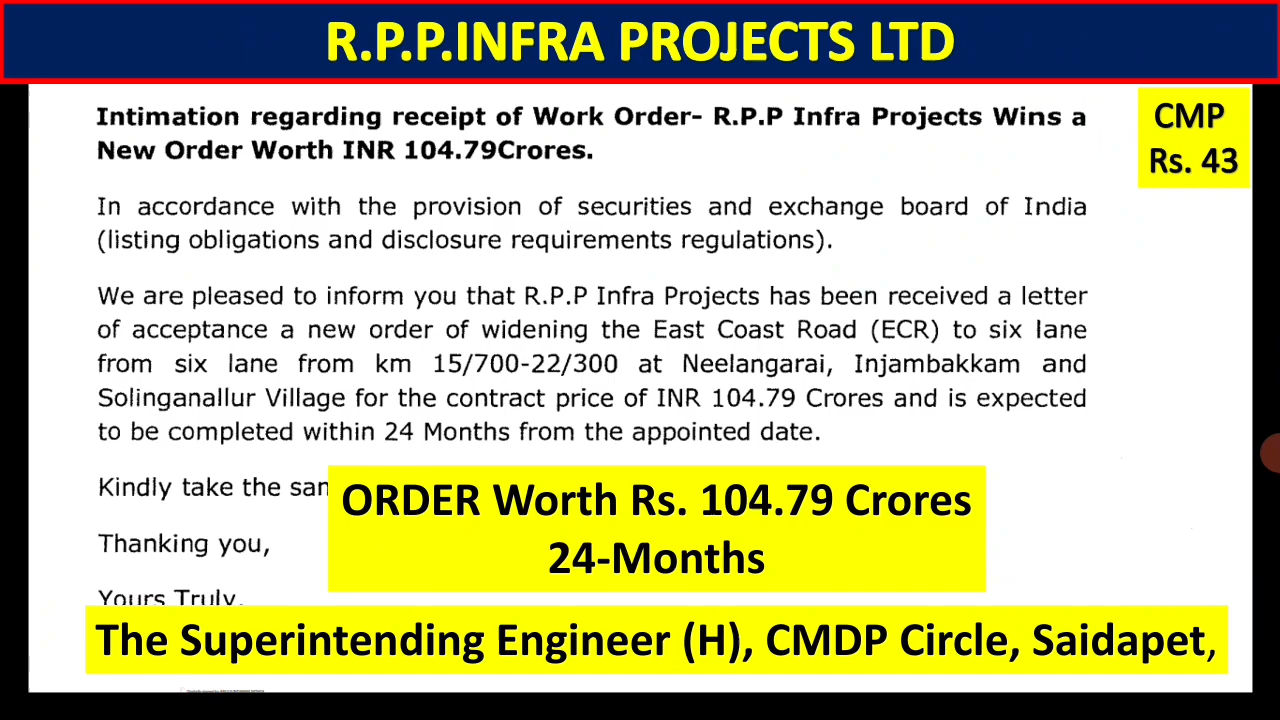 R.P.P.INFRA PROJECTS LTD
Intimation regarding receipt of Work Order- R.P.P Infra Projects Wins a
New Order Worth INR 104.79Crores.
CMP
Rs. 43
In accordance with the provision of securities and exchange board of India
(listing obligations and disclosure requirements regulations).
We are pleased to inform you that R.P.P Infra Projects has been received a letter
of acceptance a new order of widening the East Coast Road (ECR) to six lane
from six lane from km 15/700-22/300 at Neelangarai, Injambakkam and
Solinganallur Village for the contract price of INR 104.79 Crores and is expected
to be completed within 24 Months from the appointed date.
Kindly take the
ORDER Worth Rs. 104.79 Crores
24-Months
Thanking you,
Yours Truly,
The Superintending Engineer (H), CMDP Circle, Saidapet,